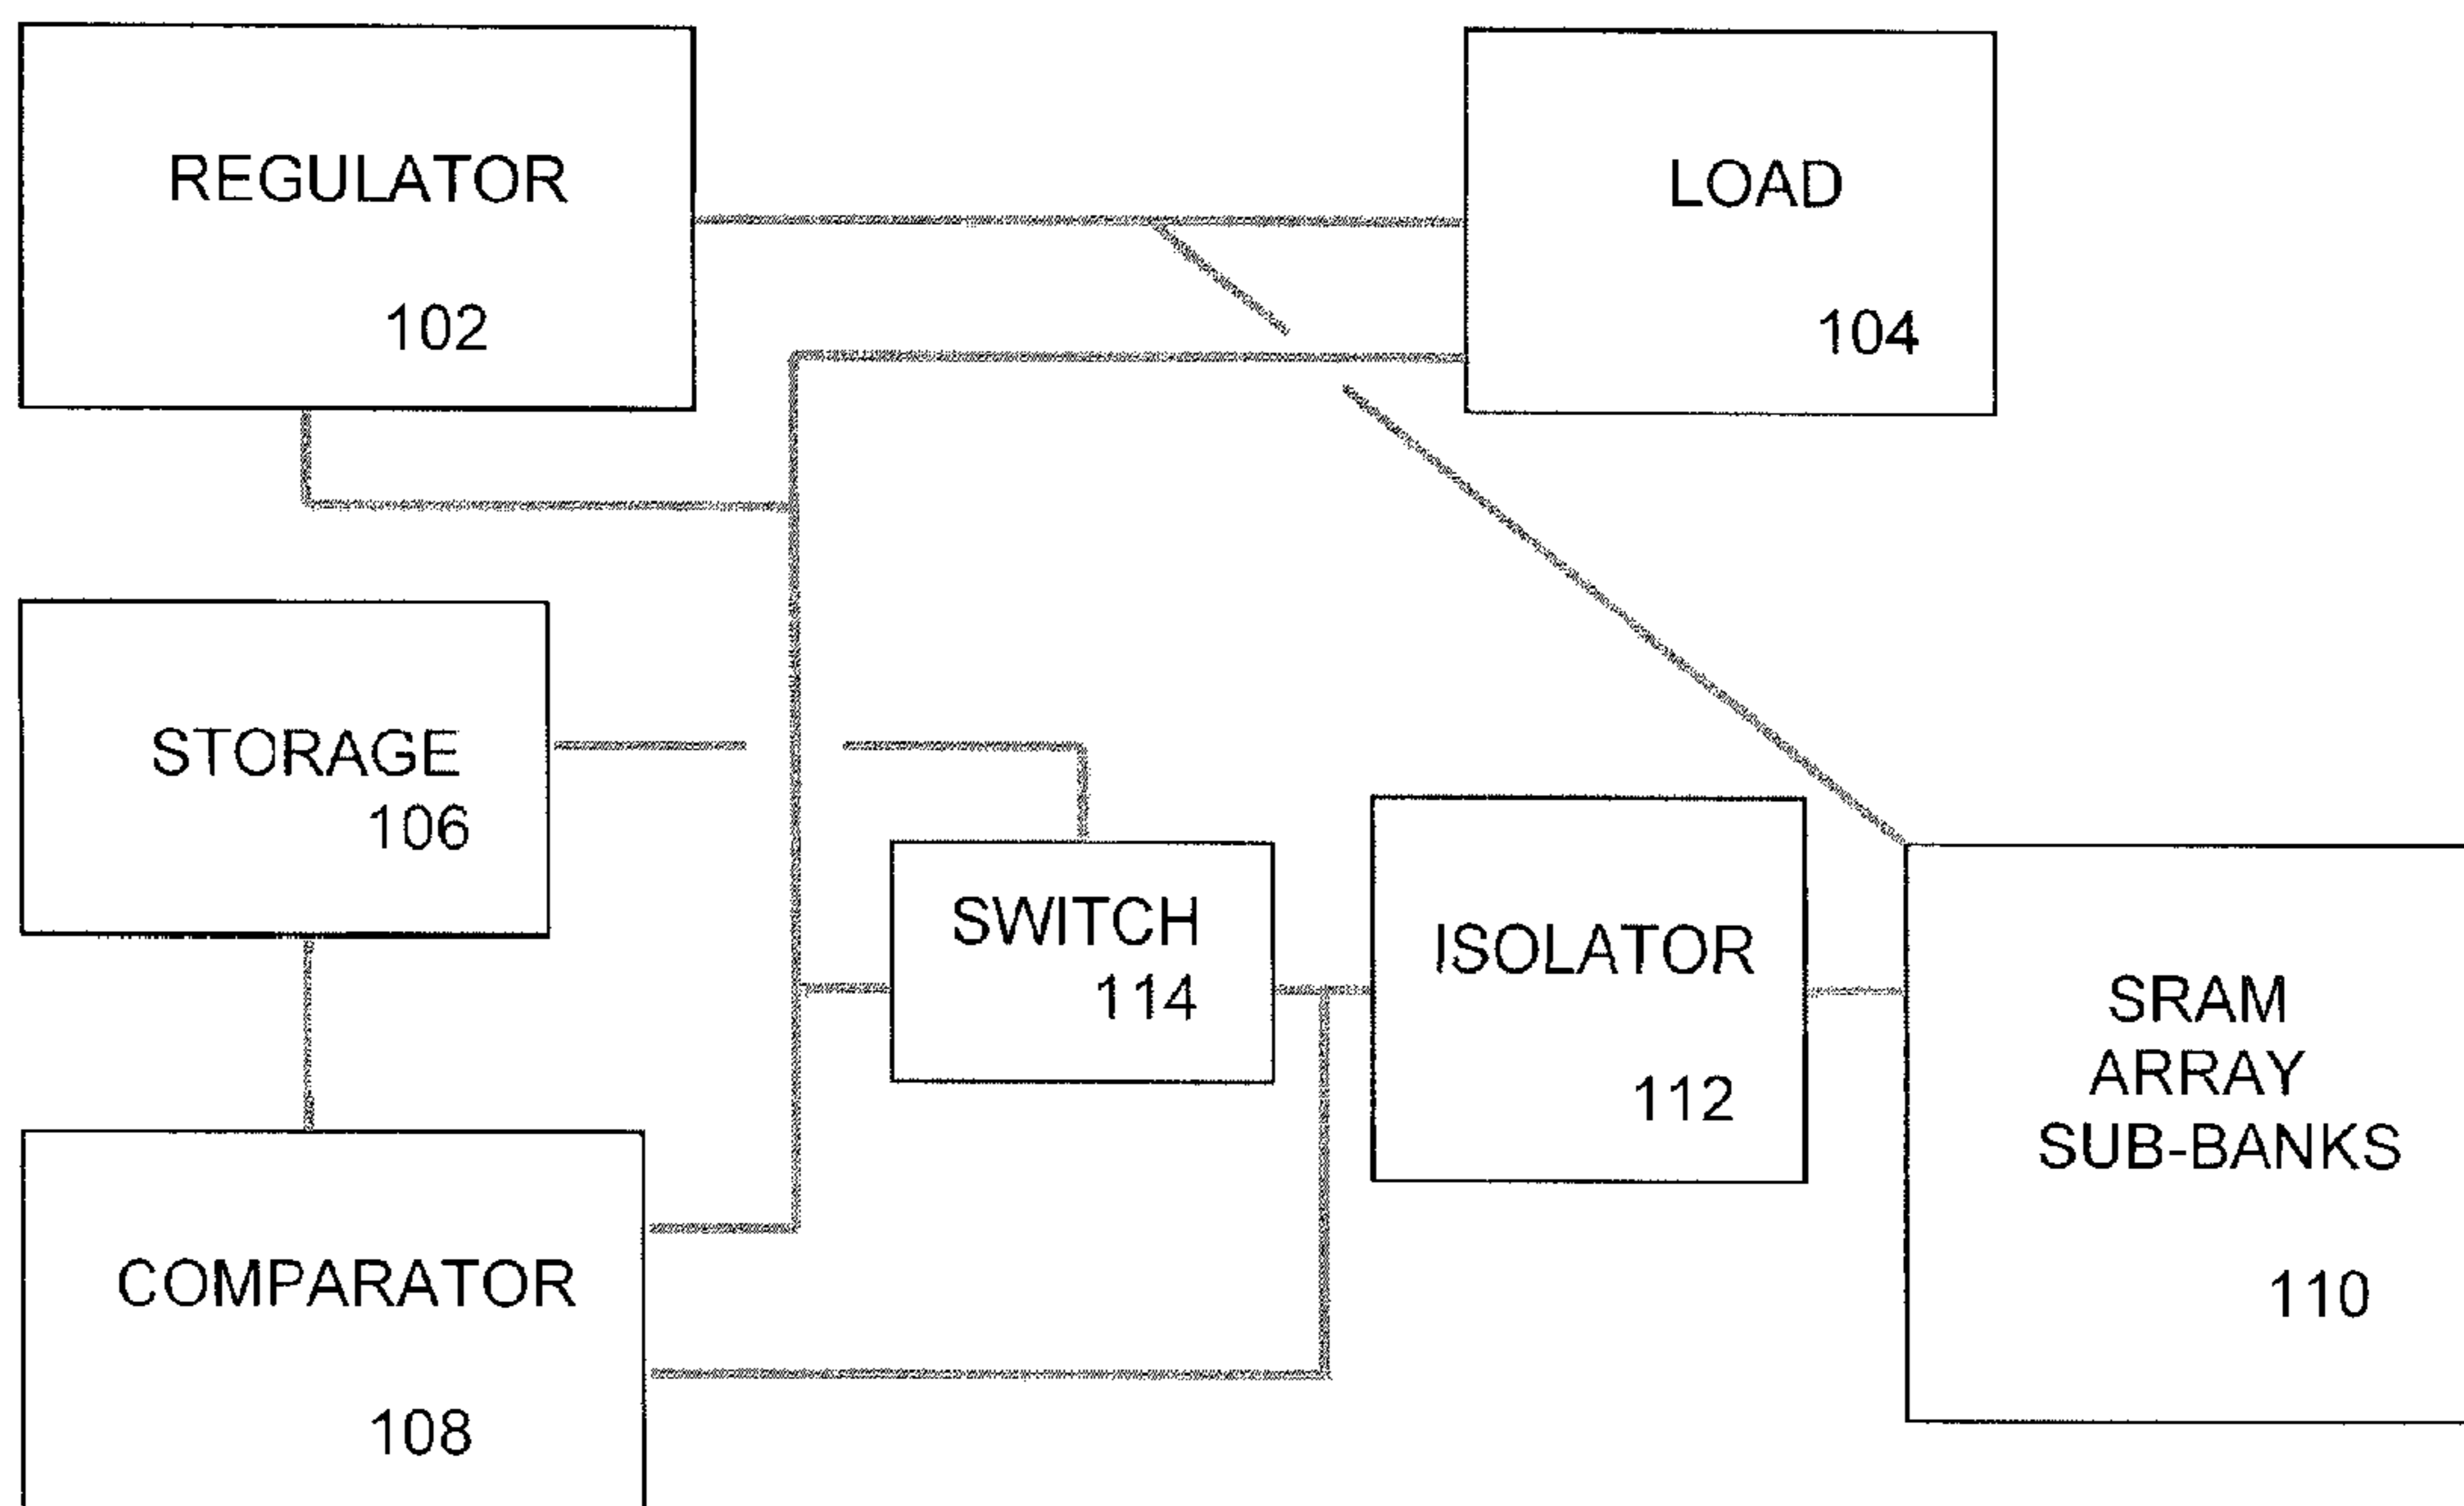 REGULATOR
102
LOAD
104
STORAGE
106
SWITCH
114
ISOLATOR
112
SRAM
ARRAY
SUB-BANKS
110
COMPARATOR
108